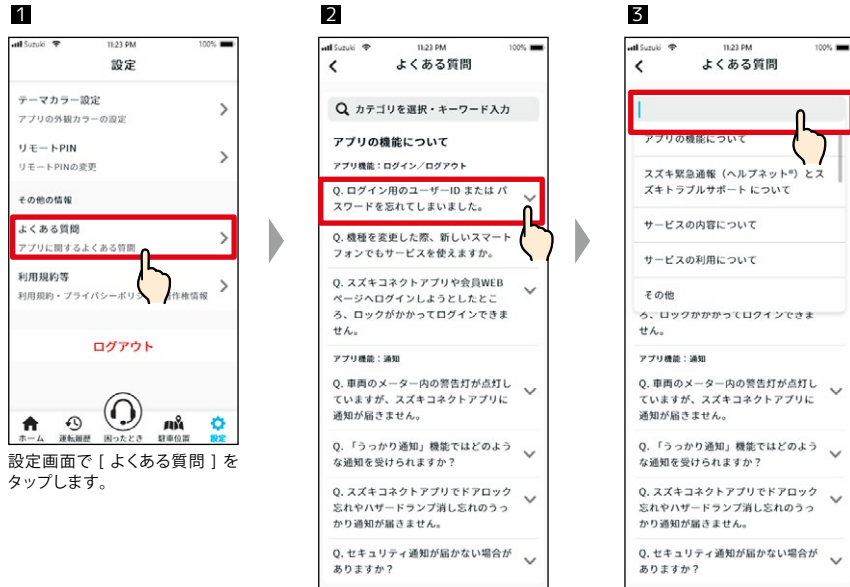 1
Suzuki 11:23 PM 100%
設定
テーマカラー設定
アプリの外観カラーの設定
リモートPIN
リモートPINの変更
その他の情報
よくある質問
アプリに関するよくある質問
利用規約等
利用規約・プライバシーポリシ 作権情報
ログアウト
ホーム 運転履歴 困ったとき 駐車位置 設定
設定画面で [ よくある質問 ] を
タップします。
2
Suzuki 11:23 PM 100%
よくある質問
カテゴリを選択・キーワード入力
アプリの機能について
アプリ機能：ログイン／ログアウト
Q. ログイン用のユーザーID または パ
スワードを忘れてしまいました。
Q. 機種を変更した際、新しいスマート
フォンでもサービスを使えますか。
Q. スズキコネクトアプリや会員WEB
ページへログインしようとしたとこ
ろ、ロックがかかってログインできま
せん。
アプリ機能：通知
Q. 車両のメーター内の警告灯が点灯し
ていますが、スズキコネクトアプリに
通知が届きません。
Q. 「うっかり通知」機能ではどのよう
な通知を受けられますか？
Q. スズキコネクトアプリでドアロック
忘れやハザードランプ消し忘れのうっ
かり通知が届きません。
Q. セキュリティ通知が届かない場合が
ありますか？
3
Suzuki 11:23 PM 100%
よくある質問
アプリの機能について
スズキ緊急通報（ヘルプネット®）とス
ズキトラブルサポート について
サービスの内容について
サービスの利用について
その他
ろ、ロックがかかってログインできま
せん。
アプリ機能：通知
Q. 車両のメーター内の警告灯が点灯し
ていますが、スズキコネクトアプリに
通知が届きません。
Q. 「うっかり通知」機能ではどのよう
な通知を受けられますか？
Q. スズキコネクトアプリでドアロック
忘れやハザードランプ消し忘れのうっ
かり通知が届きません。
Q. セキュリティ通知が届かない場合が
ありますか？